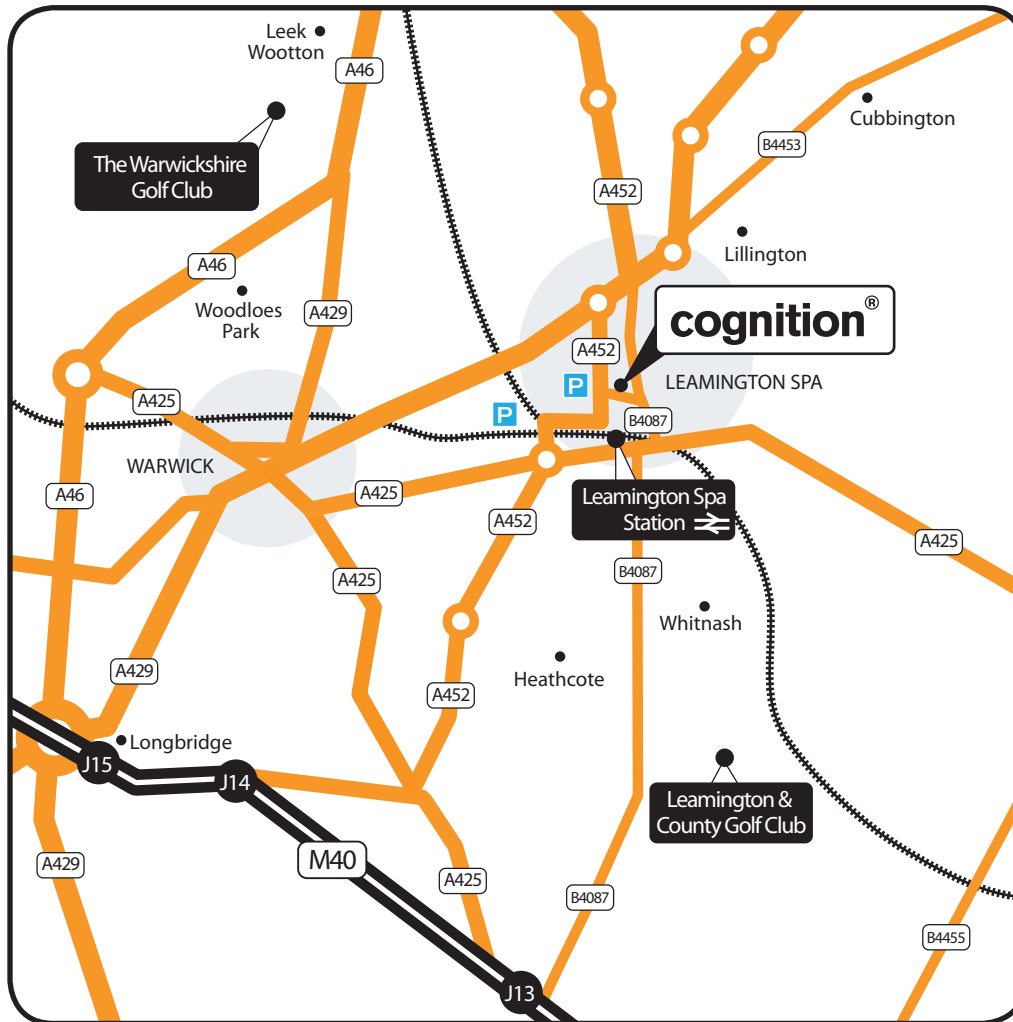 Leek
Wootton
A46
Cubbington
B4453
The Warwickshire
Golf Club
A452
Lillington
A46
Woodloes
Park
A429
cognition®
A452
LEAMINGTON SPA
P
A425
P
B4087
WARWICK
A46
A425
Leamington Spa
Station
A452
A425
A425
B4087
Whitnash
A429
Heathcote
A452
Longbridge
J15
J14
Leamington &
County Golf Club
M40
A429
A425
B4087
B4455
J13